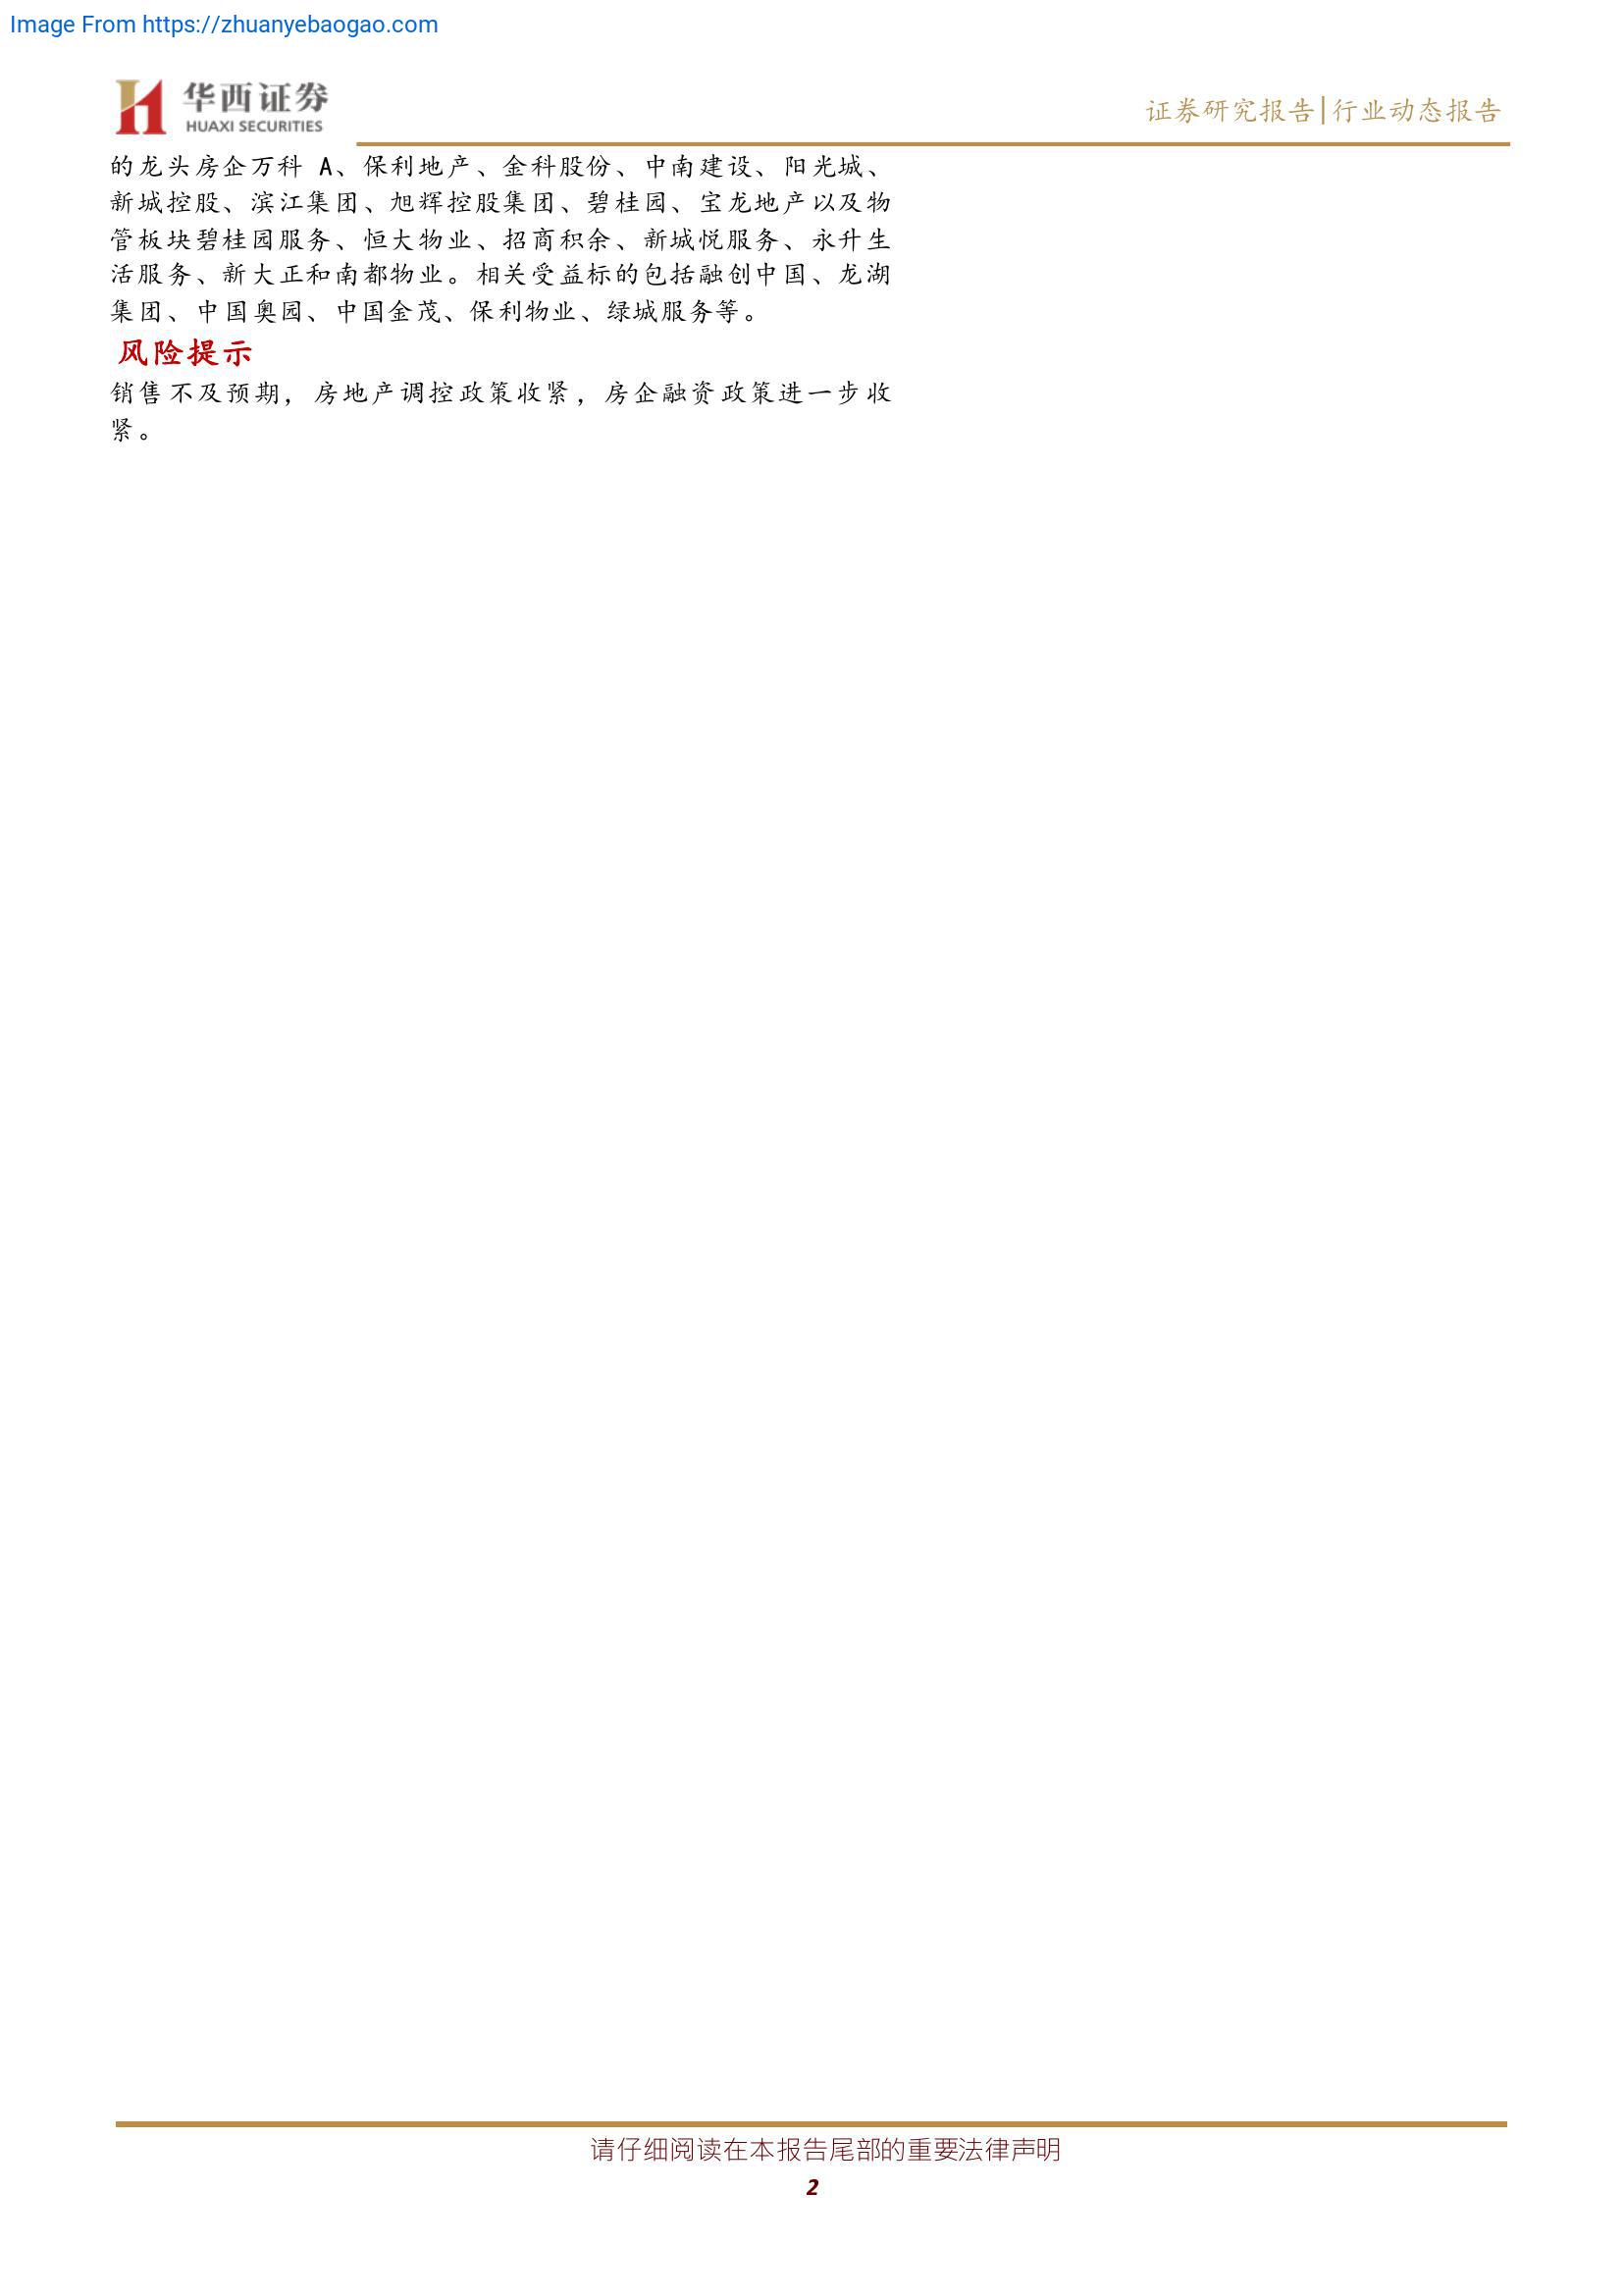 Image From https://zhuanyebaogao.com
华西证券
HUAXI SECURITIES
证券研究报告|行业动态报告
的龙头房企万科 A、保利地产、金科股份、中南建设、阳光城、
新城控股、滨江集团、旭辉控股集团、碧桂园、宝龙地产以及物
管板块碧桂园服务、恒大物业、招商积余、新城悦服务、永升生
活服务、新大正和南都物业。相关受益标的包括融创中国、龙湖
集团、中国奥园、中国金茂、保利物业、绿城服务等。
风险提示
销售不及预期，房地产调控政策收紧，房企融资政策进一步收
紧。
请仔细阅读在本报告尾部的重要法律声明
2